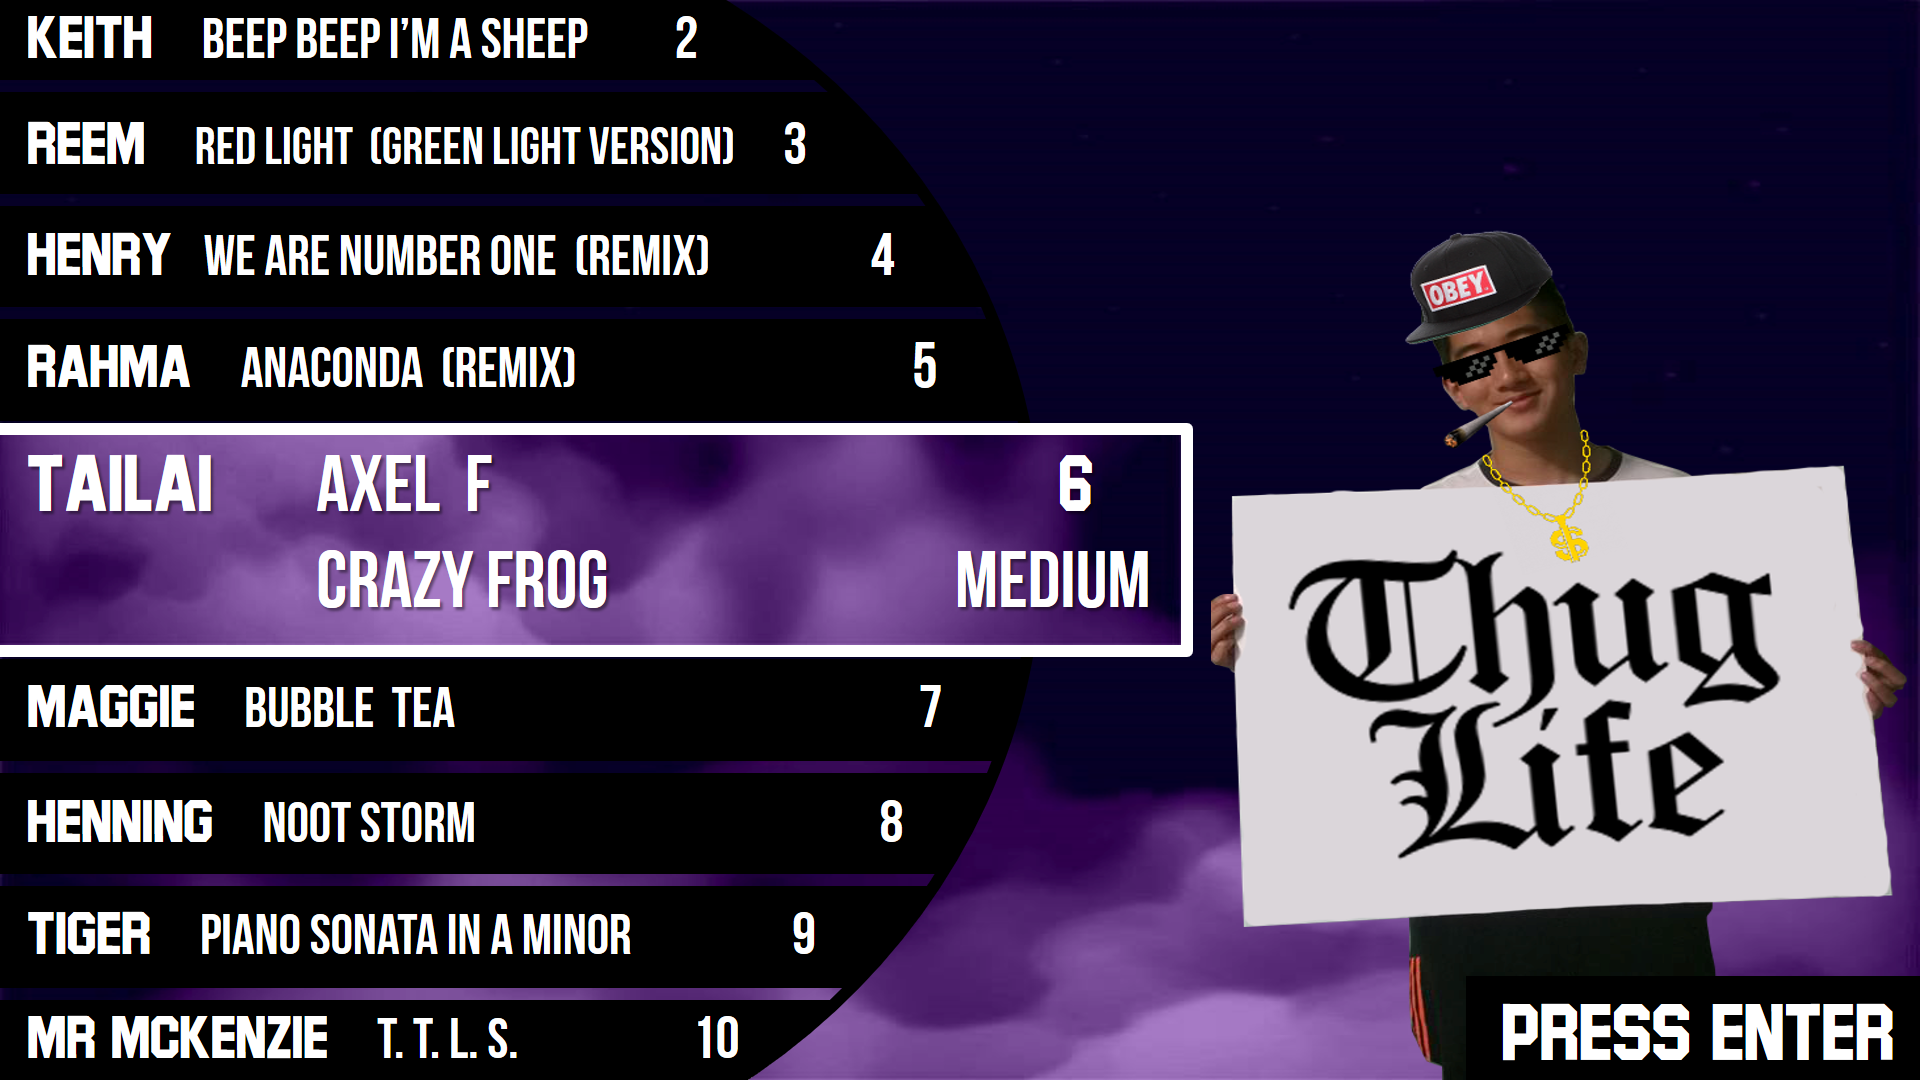 KEITH BEEP BEEP I'M A SHEEP 2
REEM RED LIGHT (GREEN LIGHT VERSION) 3
HENRY WE ARE NUMBER ONE (REMIX) 4
RAHMA ANACONDA (REMIX) 5
TAILAI AXEL F 6
CRAZY FROG MEDIUM
MAGGIE BUBBLE TEA 7
HENNING NOOT STORM 8
TIGER PIANO SONATA IN A MINOR 9
MR MCKENZIE T. T. L. S. 10
OBEY.
$
Thug
Life
PRESS ENTER